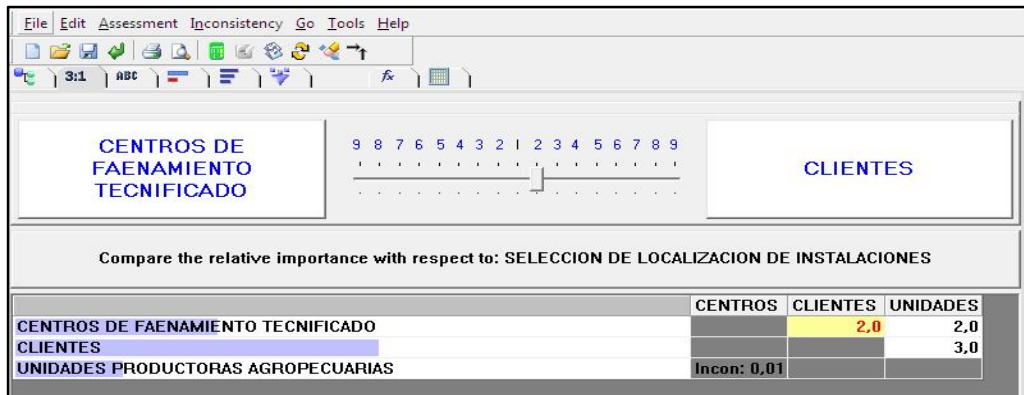 File Edit Assessment Inconsistency Go Tools Help
3:1 ABC fx
CENTROS DE
FAENAMIENTO
TECNIFICADO
9 8 7 6 5 4 3 2 1 2 3 4 5 6 7 8 9
CLIENTES
Compare the relative importance with respect to: SELECCION DE LOCALIZACION DE INSTALACIONES
CENTROS CLIENTES UNIDADES
CENTROS DE FAENAMIENTO TECNIFICADO 2,0 2,0
CLIENTES 3,0
UNIDADES PRODUCTORAS AGROPECUARIAS Incon: 0,01